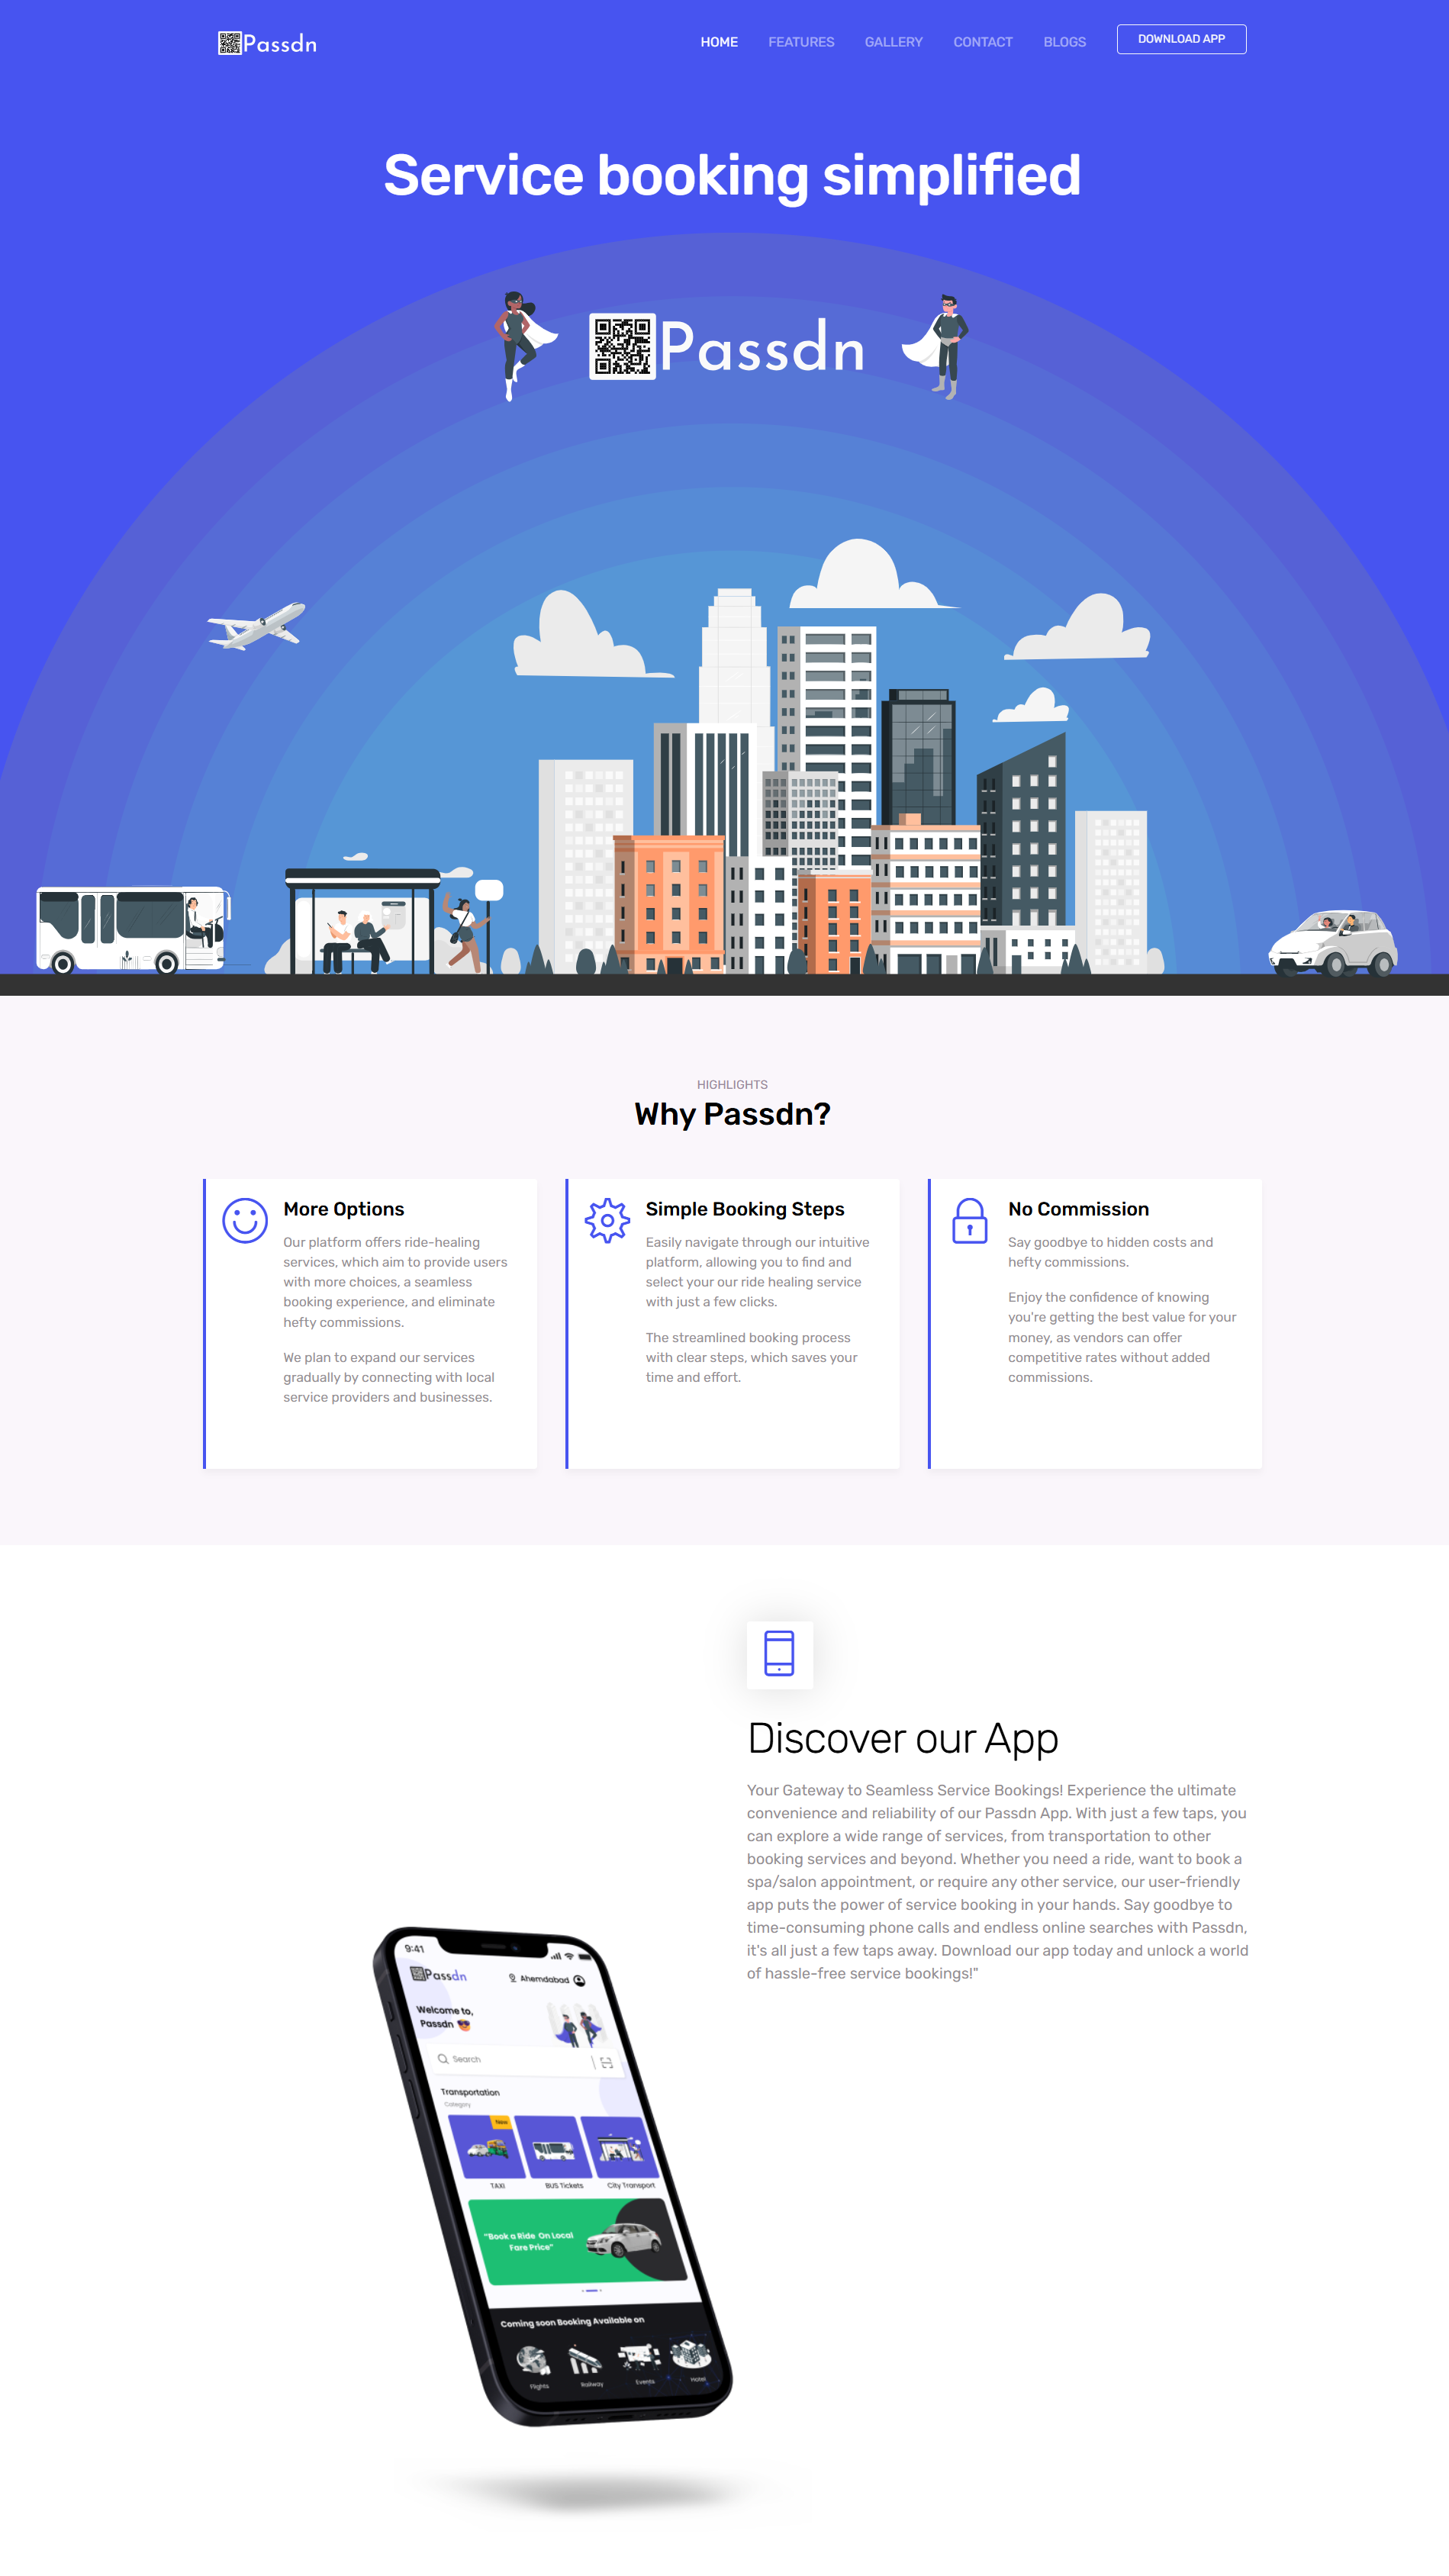 Passdn
HOME FEATURES GALLERY CONTACT BLOGS DOWNLOAD APP
Service booking simplified
Passdn
HIGHLIGHTS
Why Passdn?
More Options
Our platform offers ride-healing
services, which aim to provide users
with more choices, a seamless
booking experience, and eliminate
hefty commissions.
We plan to expand our services
gradually by connecting with local
service providers and businesses.
Simple Booking Steps
Easily navigate through our intuitive
platform, allowing you to find and
select your our ride healing service
with just a few clicks.
The streamlined booking process
with clear steps, which saves your
time and effort.
No Commission
Say goodbye to hidden costs and
hefty commissions.
Enjoy the confidence of knowing
you're getting the best value for your
money, as vendors can offer
competitive rates without added
commissions.
Discover our App
Your Gateway to Seamless Service Bookings! Experience the ultimate
convenience and reliability of our Passdn App. With just a few taps, you
can explore a wide range of services, from transportation to other
booking services and beyond. Whether you need a ride, want to book a
spa/salon appointment, or require any other service, our user-friendly
app puts the power of service booking in your hands. Say goodbye to
time-consuming phone calls and endless online searches with Passdn,
it's all just a few taps away. Download our app today and unlock a world
of hassle-free service bookings!"
9:41
Passdn
Ahemdabad
Welcome to,
Passdn
Search
Transportation
Category
New
TAXI BUS Tickets City Transport
"Book a Ride On Local
Fare Price"
Coming soon Booking Available on
Flights Railway Events Hotel